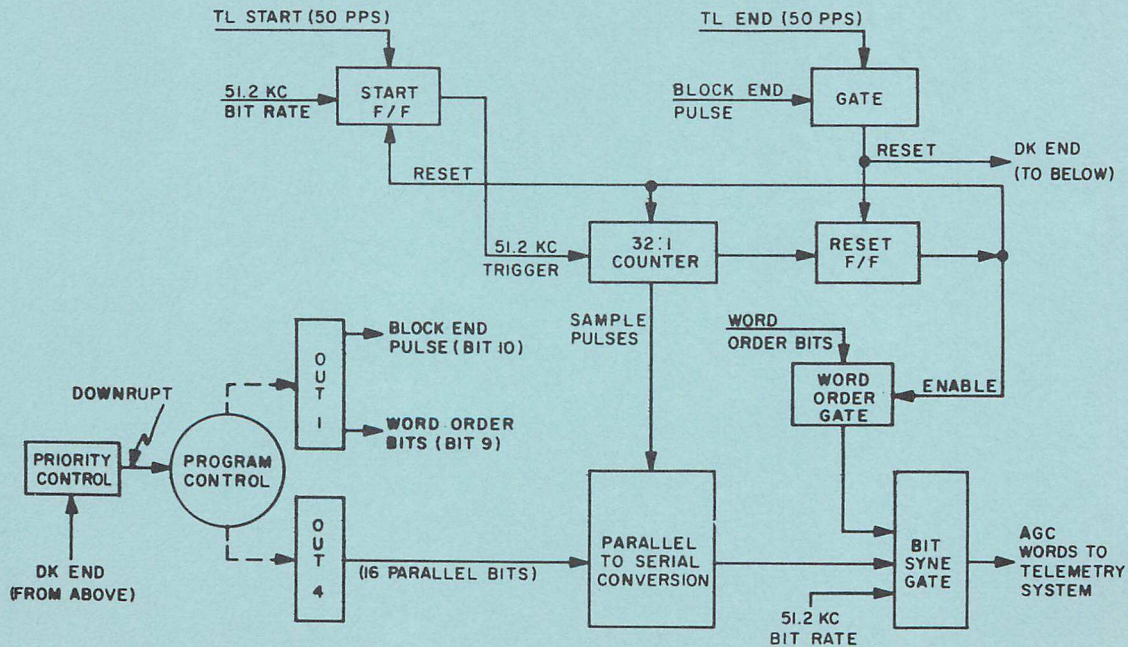 TL START (50 PPS)
TL END (50 PPS)
51.2 KC
BIT RATE
START
F/F
BLOCK END
PULSE
GATE
RESET
RESET
DK END
(TO BELOW)
51.2 KC
TRIGGER
32:1
COUNTER
RESET
F/F
SAMPLE
PULSES
WORD
ORDER BITS
WORD
ORDER
GATE
ENABLE
BLOCK END
PULSE (BIT 10)
OUT 1
WORD ORDER
BITS (BIT 9)
DOWNRUPT
PRIORITY
CONTROL
PROGRAM
CONTROL
DK END
(FROM ABOVE)
OUT 4
(16 PARALLEL BITS)
PARALLEL
TO SERIAL
CONVERSION
BIT
SYNE
GATE
51.2 KC
BIT RATE
AGC
WORDS TO
TELEMETRY
SYSTEM